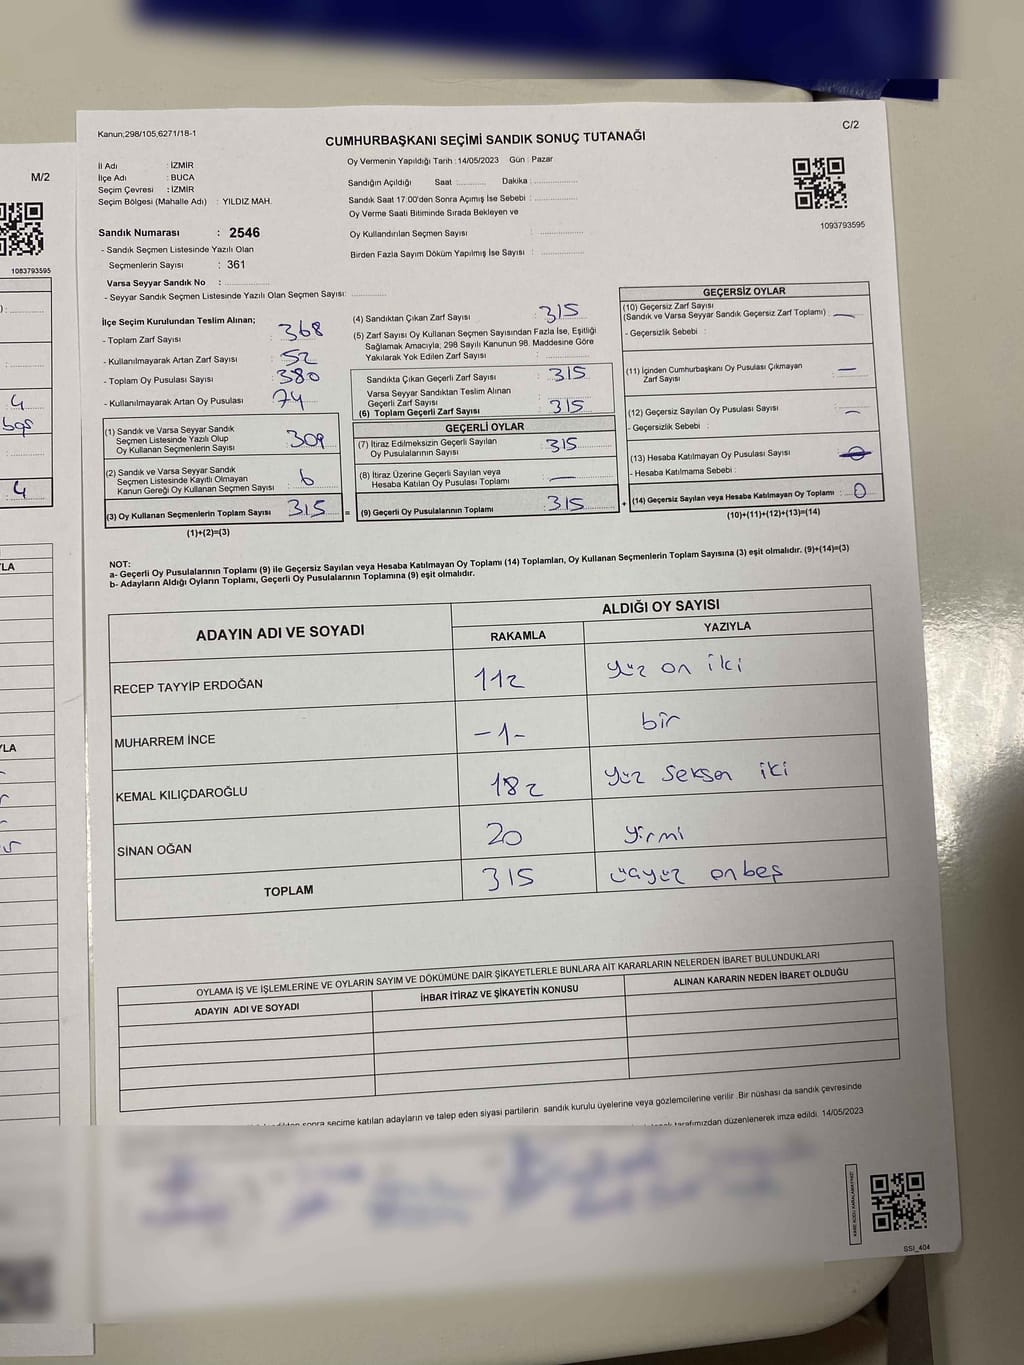 Kanun;298/105,6271/18-1
C/2
CUMHURBAŞKANI SEÇİMİ SANDIK SONUÇ TUTANAĞI
M/2
İl Adı : İZMİR
İlçe Adı : BUCA
Seçim Çevresi : İZMİR
Seçim Bölgesi (Mahalle Adı) : YILDIZ MAH.
Oy Vermenin Yapıldığı Tarih : 14/05/2023 Gün : Pazar
Sandığın Açıldığı Saat : Dakika :
Sandık Saat 17:00'den Sonra Açımış İse Sebebi :
Oy Verme Saati Bitiminde Sırada Bekleyen ve
Oy Kullandırılan Seçmen Sayısı :
Birden Fazla Sayım Döküm Yapılmış İse Sayısı :
1093793595
1083793595
Sandık Numarası : 2546
- Sandık Seçmen Listesinde Yazılı Olan
Seçmenlerin Sayısı : 361
Varsa Seyyar Sandık No :
- Seyyar Sandık Seçmen Listesinde Yazılı Olan Seçmen Sayısı:
İlçe Seçim Kurulundan Teslim Alınan;
- Toplam Zarf Sayısı : 368
- Kullanılmayarak Artan Zarf Sayısı : 52
- Toplam Oy Pusulası Sayısı : 380
- Kullanılmayarak Artan Oy Pusulası : 74
(1) Sandık ve Varsa Seyyar Sandık
Seçmen Listesinde Yazılı Olup
Oy Kullanan Seçmenlerin Sayısı : 309
(2) Sandık ve Varsa Seyyar Sandık
Seçmen Listesinde Kayıtlı Olmayan
Kanun Gereği Oy Kullanan Seçmen Sayısı : 6
(3) Oy Kullanan Seçmenlerin Toplam Sayısı : 315
(1)+(2)=(3)
(4) Sandıktan Çıkan Zarf Sayısı : 315
(5) Zarf Sayısı Oy Kullanan Seçmen Sayısından Fazla İse, Eşitliği
Sağlamak Amacıyla; 298 Sayılı Kanunun 98. Maddesine Göre
Yakılarak Yok Edilen Zarf Sayısı :
Sandıkta Çıkan Geçerli Zarf Sayısı : 315
Varsa Seyyar Sandıktan Teslim Alınan
Geçerli Zarf Sayısı :
(6) Toplam Geçerli Zarf Sayısı : 315
GEÇERLİ OYLAR
(7) İtiraz Edilmeksizin Geçerli Sayılan
Oy Pusulasının Sayısı : 315
(8) İtiraz Üzerine Geçerli Sayılan veya
Hesaba Katılan Oy Pusulası Toplamı : —
= (9) Geçerli Oy Pusulalarının Toplamı : 315
GEÇERSİZ OYLAR
(10) Geçersiz Zarf Sayısı
(Sandık ve Varsa Seyyar Sandık Geçersiz Zarf Toplamı) : —
- Geçersizlik Sebebi :
(11) İçinden Cumhurbaşkanı Oy Pusulası Çıkmayan
Zarf Sayısı : —
(12) Geçersiz Sayılan Oy Pusulası Sayısı : —
- Geçersizlik Sebebi :
(13) Hesaba Katılmayan Oy Pusulası Sayısı :
- Hesaba Katılmama Sebebi :
+ (14) Geçersiz Sayılan veya Hesaba Katılmayan Oy Toplamı : 0
(10)+(11)+(12)+(13)=(14)
NOT:
a- Geçerli Oy Pusulalarının Toplamı (9) ile Geçersiz Sayılan veya Hesaba Katılmayan Oy Toplamı (14) Toplamları, Oy Kullanan Seçmenlerin Toplam Sayısına (3) eşit olmalıdır. (9)+(14)=(3)
b- Adayların Aldığı Oyların Toplamı, Geçerli Oy Pusulalarının Toplamına (9) eşit olmalıdır.
ADAYIN ADI VE SOYADI
ALDIĞI OY SAYISI
RAKAMLA YAZIYLA
RECEP TAYYİP ERDOĞAN 112 yüz on iki
MUHARREM İNCE -1- bir
KEMAL KILIÇDAROĞLU 182 yüz seksen iki
SİNAN OĞAN 20 yirmi
TOPLAM 315 üçyüz onbeş
OYLAMA İŞ VE İŞLEMLERİNE VE OYLARIN SAYIM VE DÖKÜMÜNE DAİR ŞİKAYETLERLE BUNLARA AİT KARARLARIN NELERDEN İBARET BULUNDUKLARI
ADAYIN ADI VE SOYADI İHBAR İTİRAZ VE ŞİKAYETİN KONUSU ALINAN KARARIN NEDEN İBARET OLDUĞU
sonra seçime katılan adayların ve talep eden siyasi partilerin sandık kurulu üyelerine veya gözlemcilerine verilir. Bir nüshası da sandık çevresinde
tarafımızdan düzenlenerek imza edildi. 14/05/2023
SSİ_404